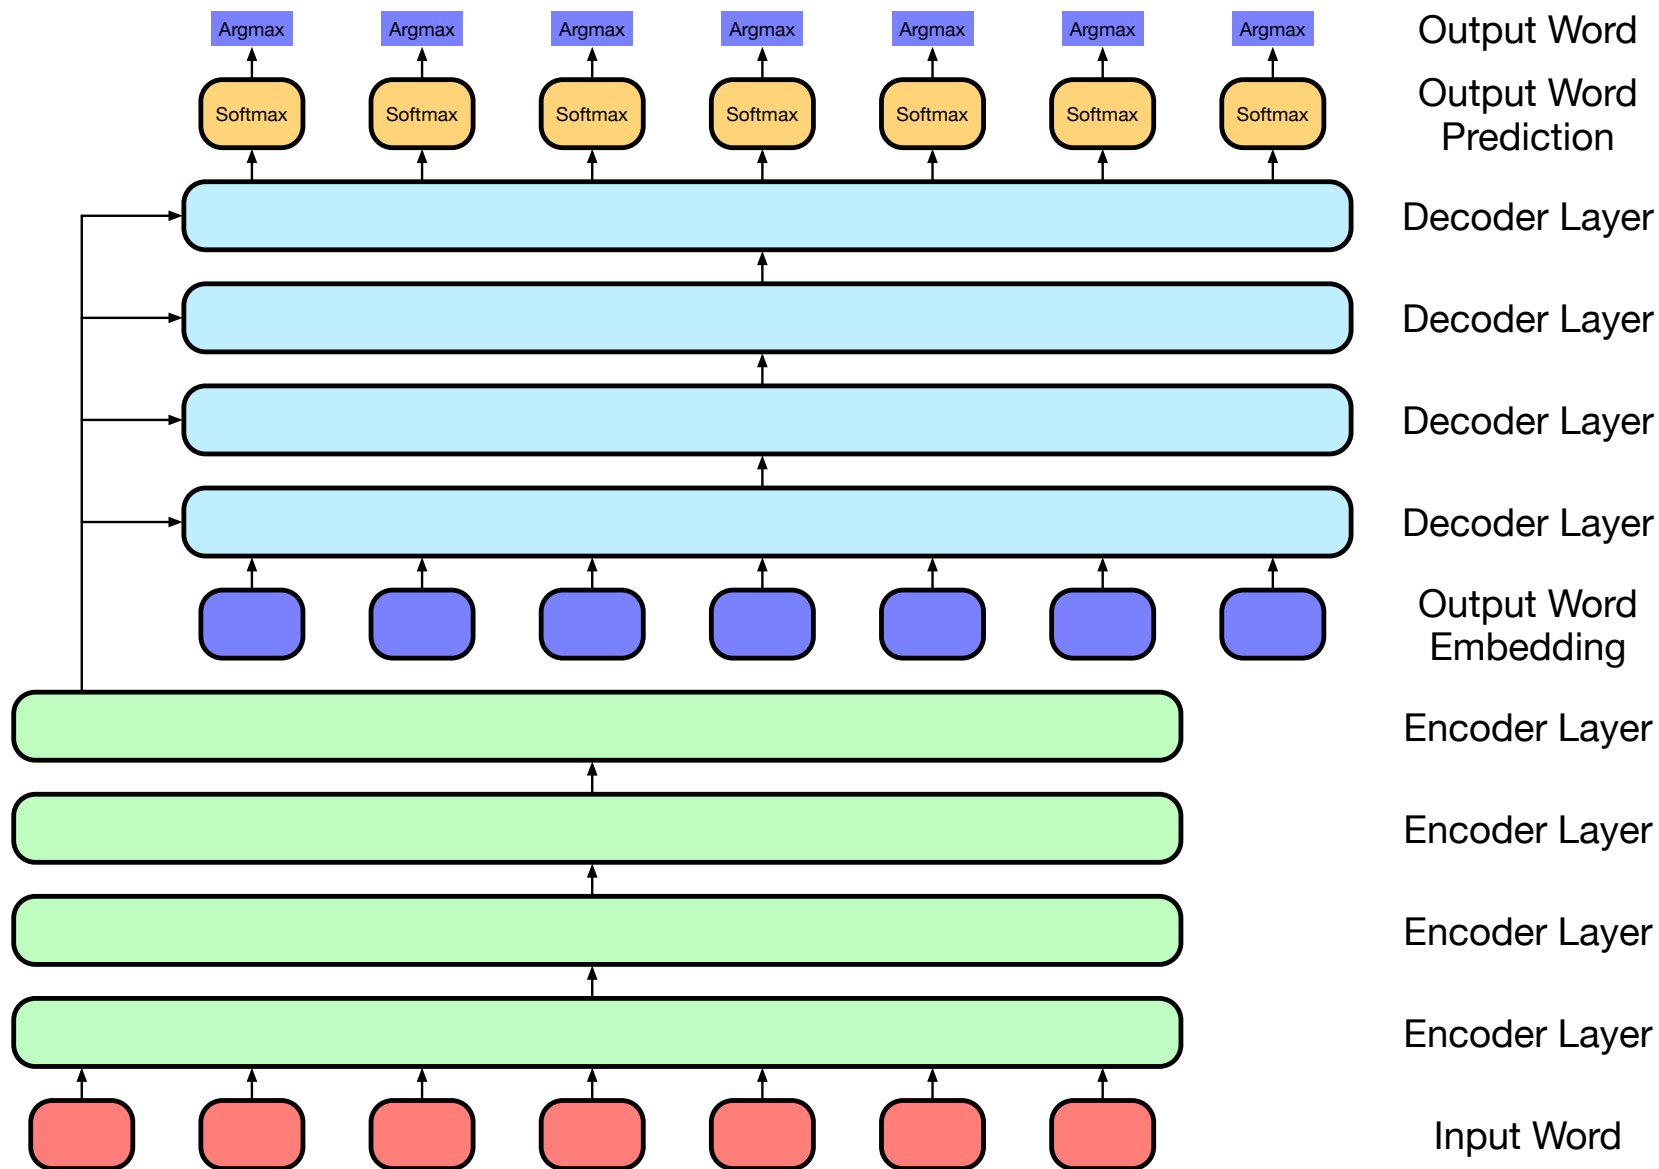 Argmax Argmax Argmax Argmax Argmax Argmax Argmax Output Word
Softmax Softmax Softmax Softmax Softmax Softmax Softmax Output Word
Prediction
Decoder Layer
Decoder Layer
Decoder Layer
Decoder Layer
Output Word
Embedding
Encoder Layer
Encoder Layer
Encoder Layer
Encoder Layer
Input Word